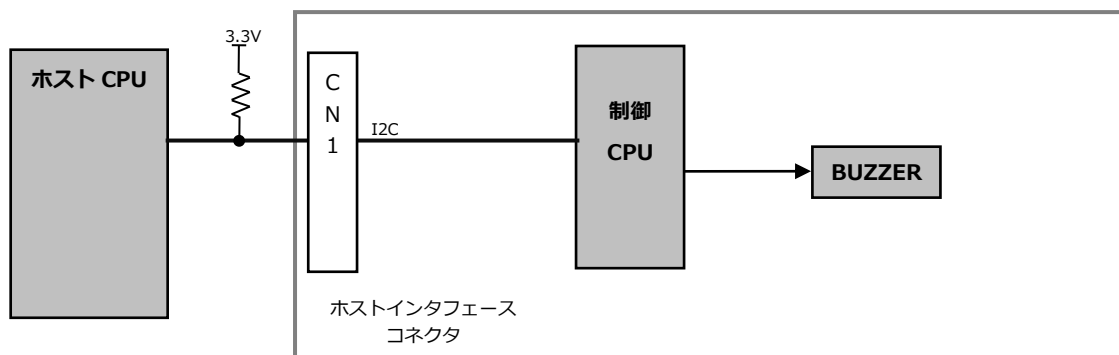 3.3V
ホスト CPU
C
N
1
I2C
制御
CPU
BUZZER
ホストインタフェース
コネクタ